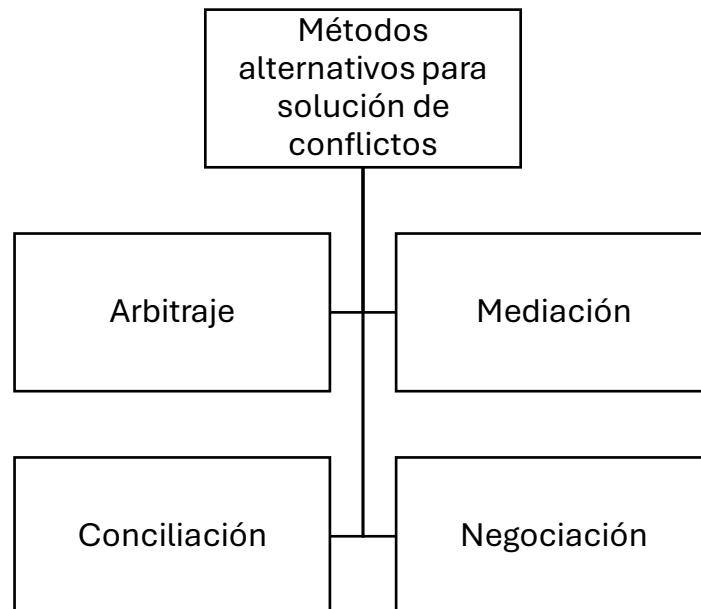 Métodos
alternativos para
solución de
conflictos
Arbitraje
Mediación
Conciliación
Negociación